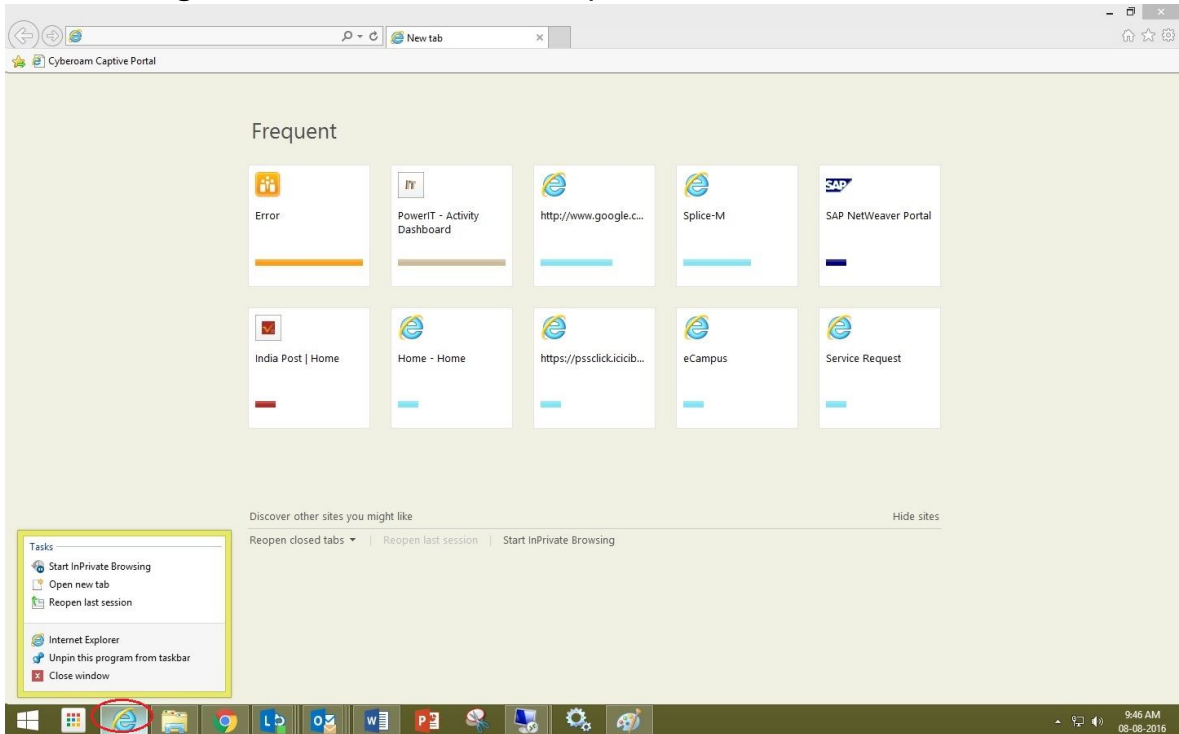 New tab
Cyberoam Captive Portal
Frequent
Error
PowerIT - Activity
Dashboard
http://www.google.c...
Splice-M
SAP
SAP NetWeaver Portal
India Post | Home
Home - Home
https://pssclick.icicib...
eCampus
Service Request
Discover other sites you might like
Hide sites
Reopen closed tabs | Reopen last session | Start InPrivate Browsing
Tasks
Start InPrivate Browsing
Open new tab
Reopen last session
Internet Explorer
Unpin this program from taskbar
Close window
9:46 AM
08-08-2016